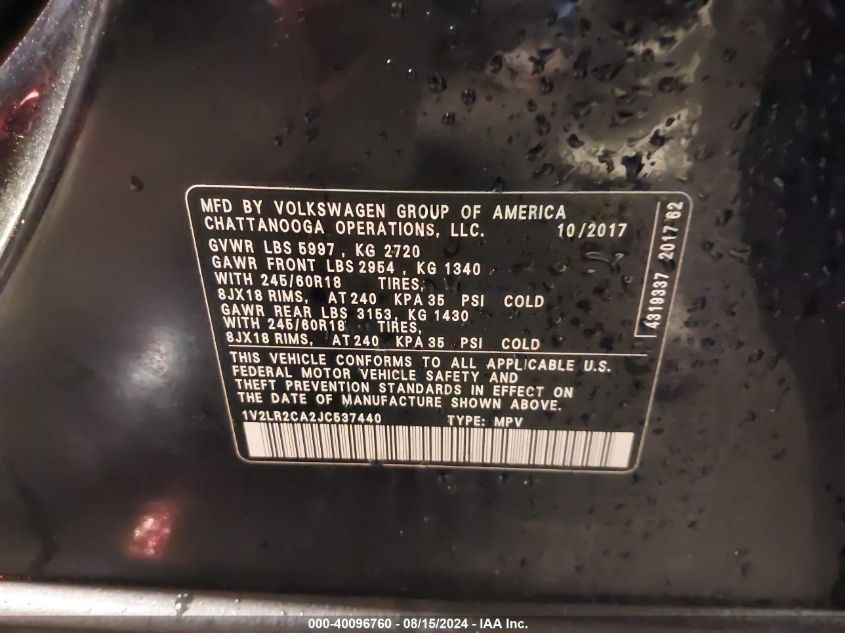 MFD BY VOLKSWAGEN GROUP OF AMERICA
CHATTANOOGA OPERATIONS, LLC. 10/2017
GVWR LBS 5997 , KG 2720
GAWR FRONT LBS 2954 , KG 1340
WITH 245/60R18 TIRES,
8JX18 RIMS, AT 240 KPA 35 PSI COLD
GAWR REAR LBS 3153, KG 1430
WITH 245/60R18 TIRES,
8JX18 RIMS, AT 240 KPA 35 PSI COLD
THIS VEHICLE CONFORMS TO ALL APPLICABLE U.S.
FEDERAL MOTOR VEHICLE SAFETY AND
THEFT PREVENTION STANDARDS IN EFFECT ON
THE DATE OF MANUFACTURE SHOWN ABOVE.
1V2LR2CA2JC537440 TYPE: MPV
4319337 2017 62
000-40096760 - 08/15/2024 - IAA Inc.